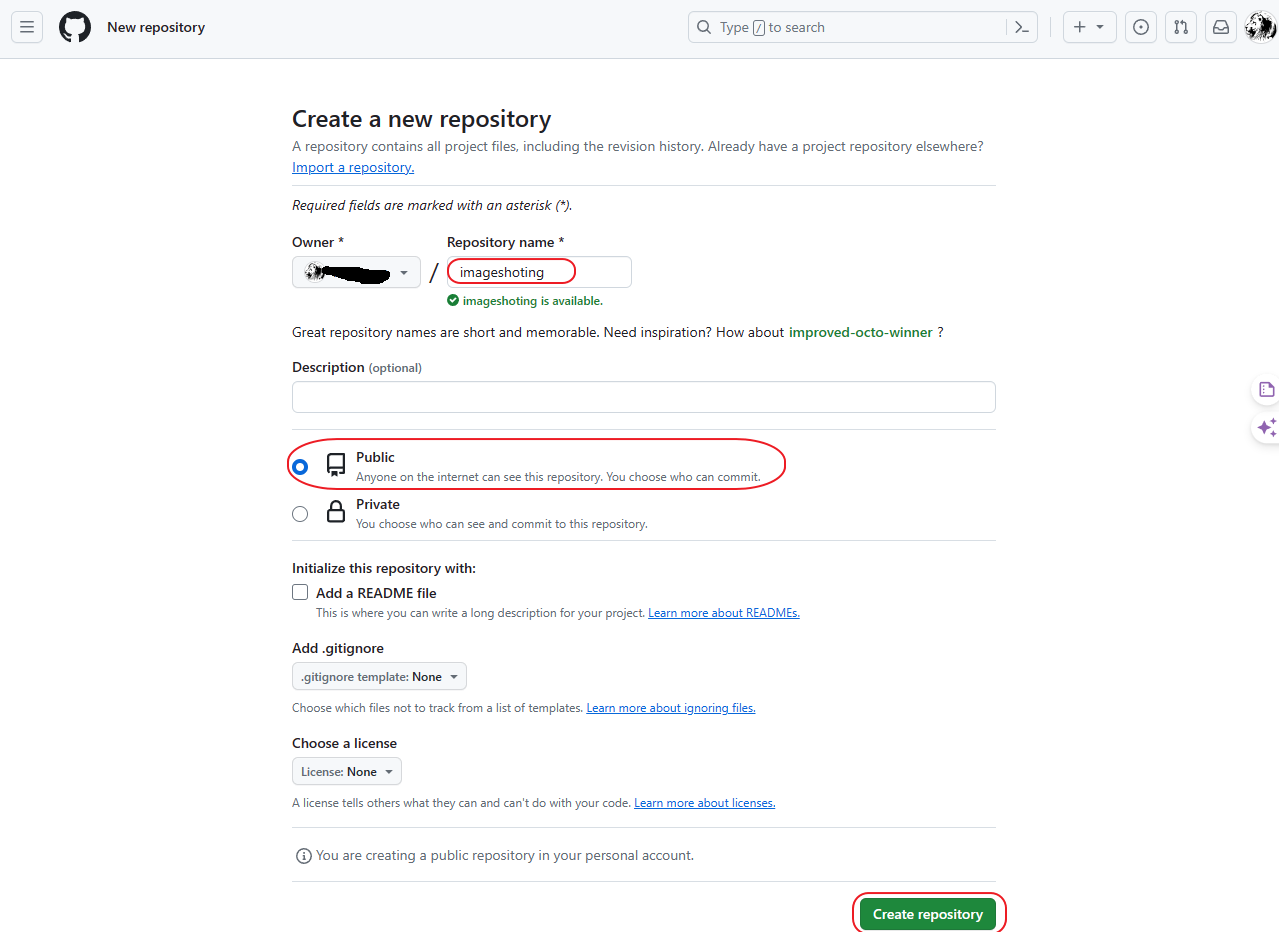 New repository
Type / to search
Create a new repository
A repository contains all project files, including the revision history. Already have a project repository elsewhere?
Import a repository.
Required fields are marked with an asterisk (*).
Owner *
Repository name *
/
imageshoting
imageshoting is available.
Great repository names are short and memorable. Need inspiration? How about improved-octo-winner ?
Description (optional)
Public
Anyone on the internet can see this repository. You choose who can commit.
Private
You choose who can see and commit to this repository.
Initialize this repository with:
Add a README file
This is where you can write a long description for your project. Learn more about READMEs.
Add .gitignore
.gitignore template: None
Choose which files not to track from a list of templates. Learn more about ignoring files.
Choose a license
License: None
A license tells others what they can and can't do with your code. Learn more about licenses.
You are creating a public repository in your personal account.
Create repository